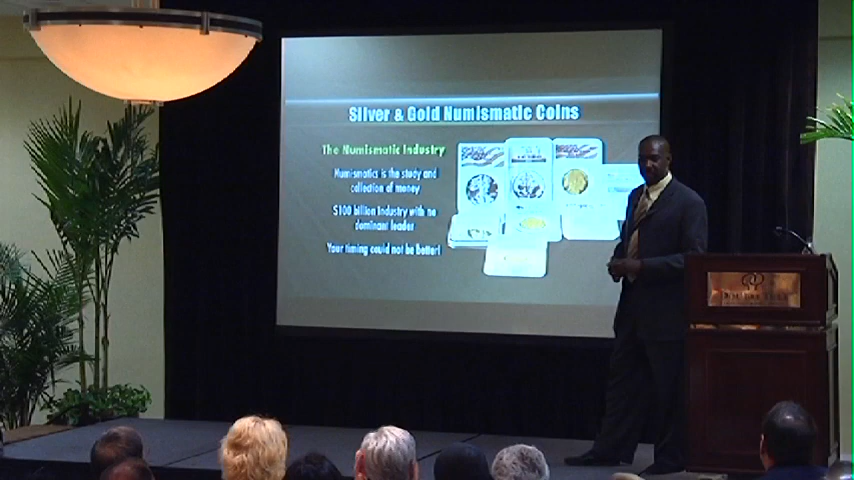 Silver & Gold Numismatic Coins
The Numismatic Industry
Numismatics is the study and
collection of money
$100 billion industry with no
dominant leader
Your timing could not be better!